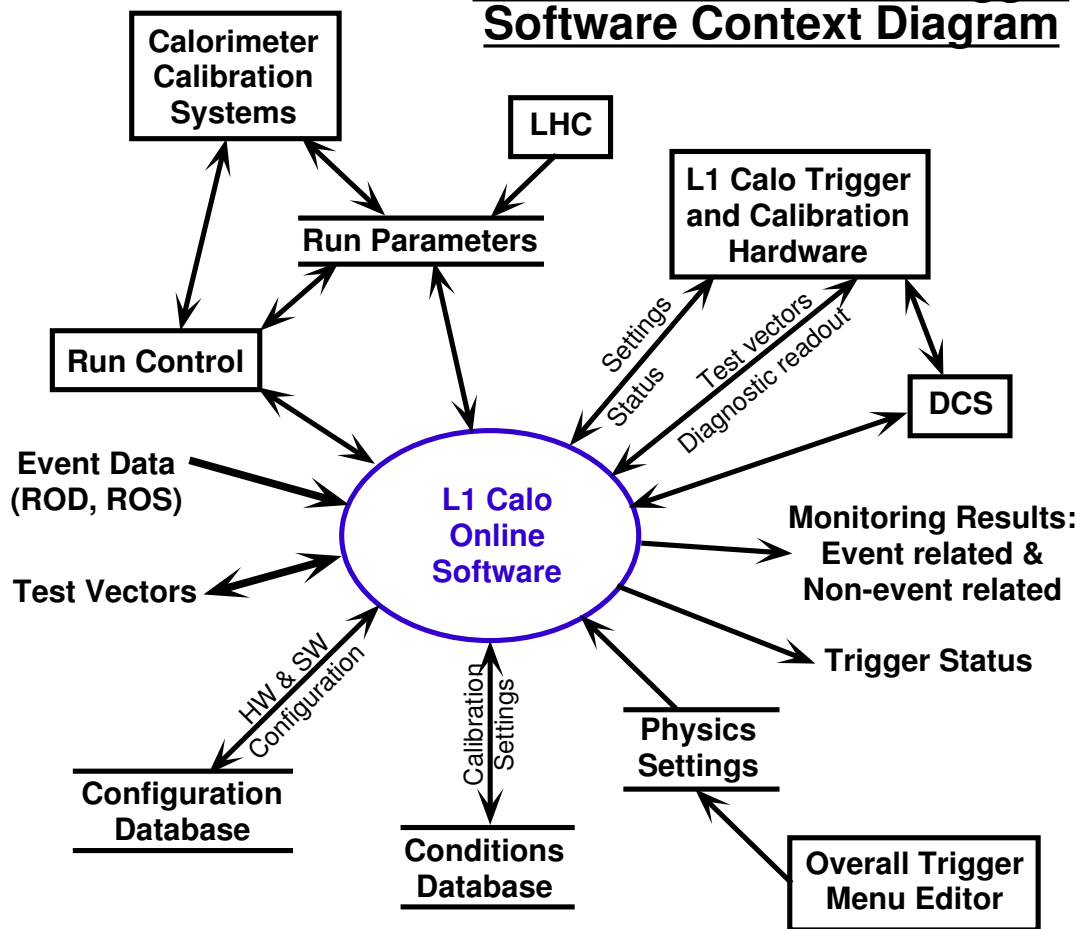 Software Context Diagram
Calorimeter
Calibration
Systems
LHC
L1 Calo Trigger
and Calibration
Hardware
Run Parameters
Run Control
Settings
Status
Test vectors
Diagnostic readout
DCS
Event Data
(ROD, ROS)
L1 Calo
Online
Software
Monitoring Results:
Event related &
Non-event related
Test Vectors
Trigger Status
HW & SW
Configuration
Calibration
Settings
Physics
Settings
Configuration
Database
Conditions
Database
Overall Trigger
Menu Editor